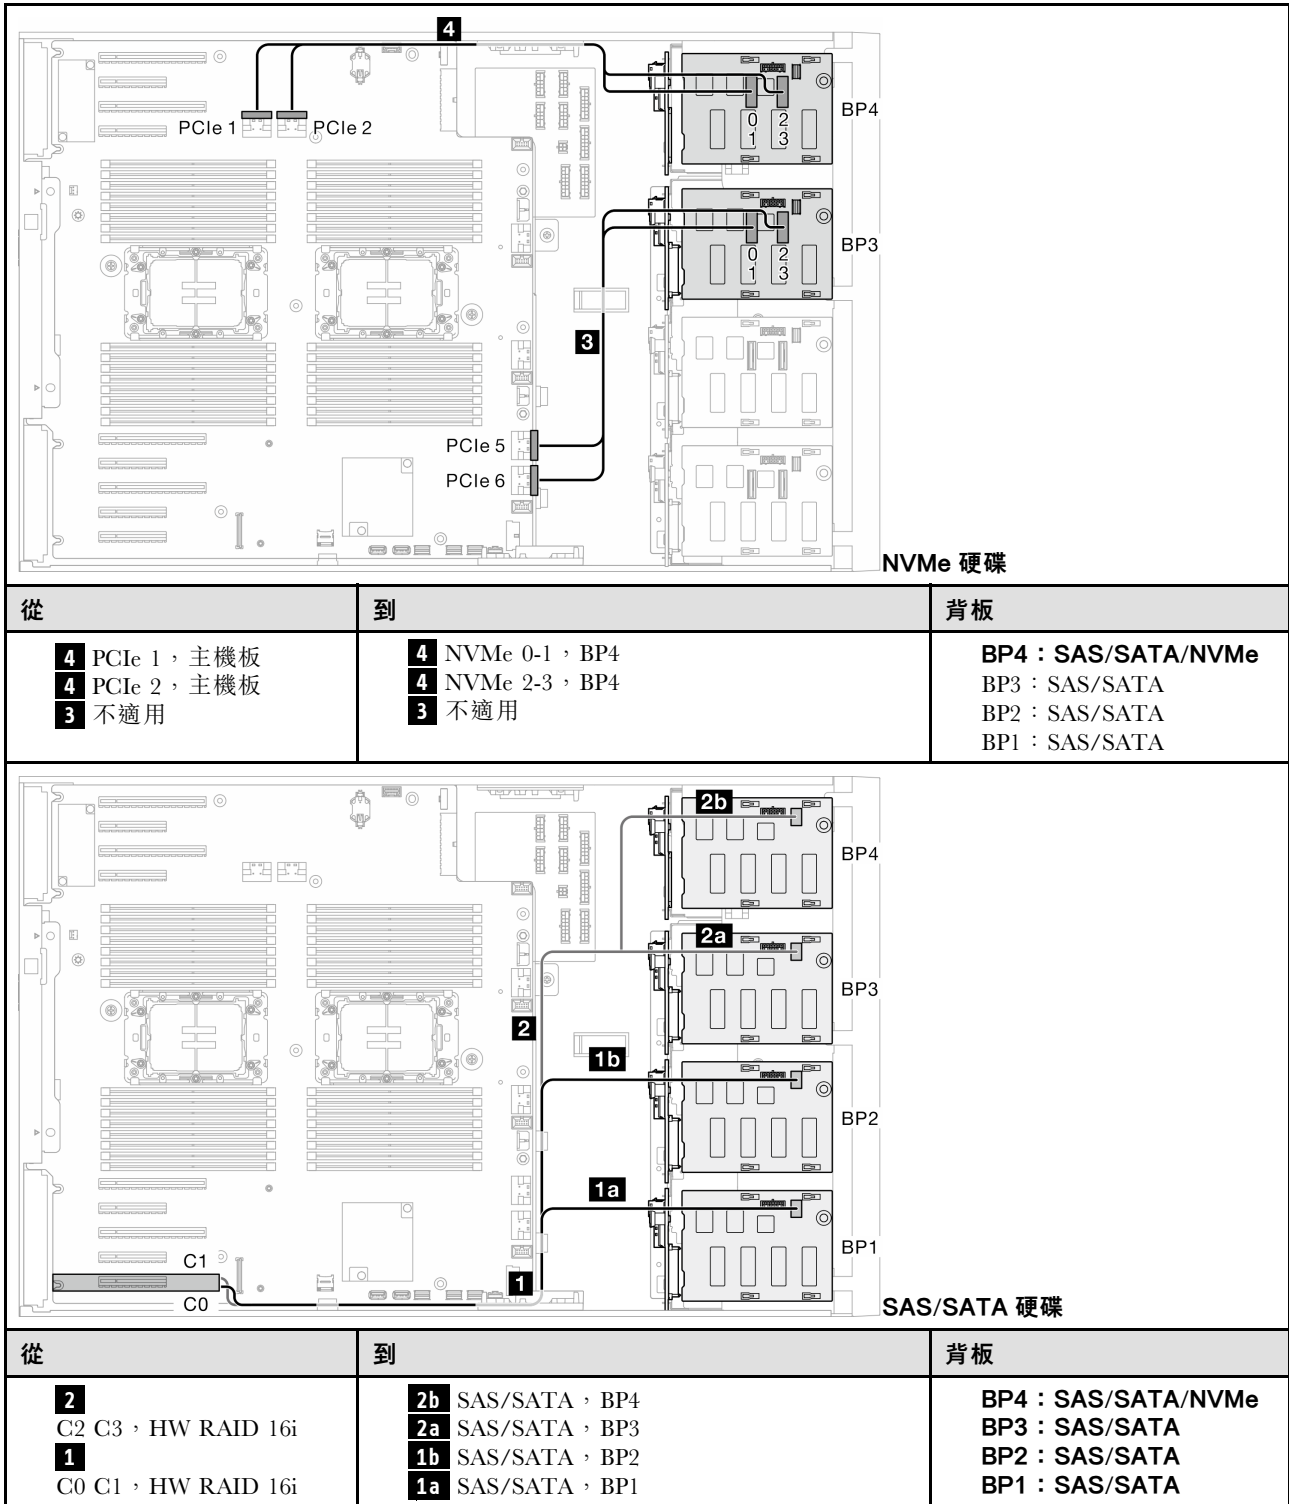 4
PCIe 1
PCIe 2
0 2
1 3
BP4
0 2
1 3
BP3
3
PCIe 5
PCIe 6
NVMe 硬碟
從
到
背板
4 PCIe 1，主機板
4 PCIe 2，主機板
3 不適用
4 NVMe 0-1，BP4
4 NVMe 2-3，BP4
3 不適用
BP4：SAS/SATA/NVMe
BP3：SAS/SATA
BP2：SAS/SATA
BP1：SAS/SATA
2b
BP4
2a
BP3
2
1b
BP2
1a
BP1
C1
1
C0
SAS/SATA 硬碟
從
到
背板
2
C2 C3，HW RAID 16i
1
C0 C1，HW RAID 16i
2b SAS/SATA，BP4
2a SAS/SATA，BP3
1b SAS/SATA，BP2
1a SAS/SATA，BP1
BP4：SAS/SATA/NVMe
BP3：SAS/SATA
BP2：SAS/SATA
BP1：SAS/SATA